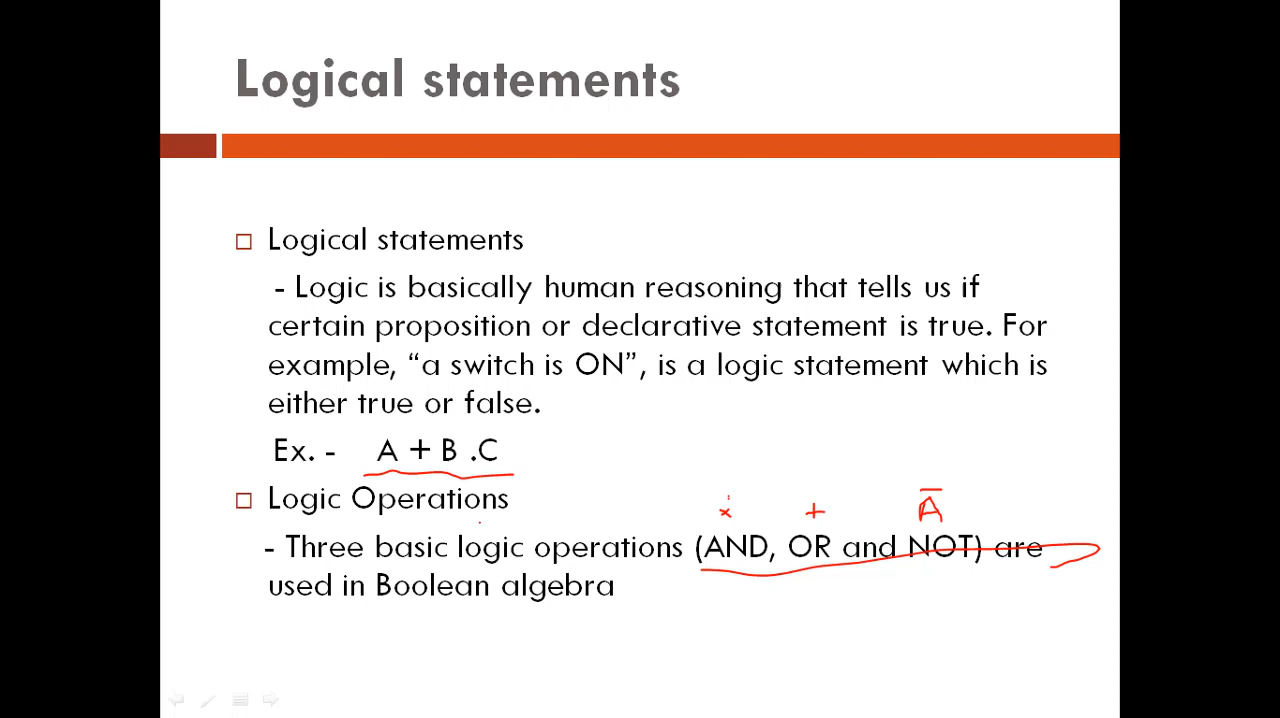 Logical statements
Logical statements
- Logic is basically human reasoning that tells us if
certain proposition or declarative statement is true. For
example, “a switch is ON”, is a logic statement which is
either true or false.
Ex. - A + B .C
Logic Operations
× + A̅
- Three basic logic operations (AND, OR and NOT) are
used in Boolean algebra